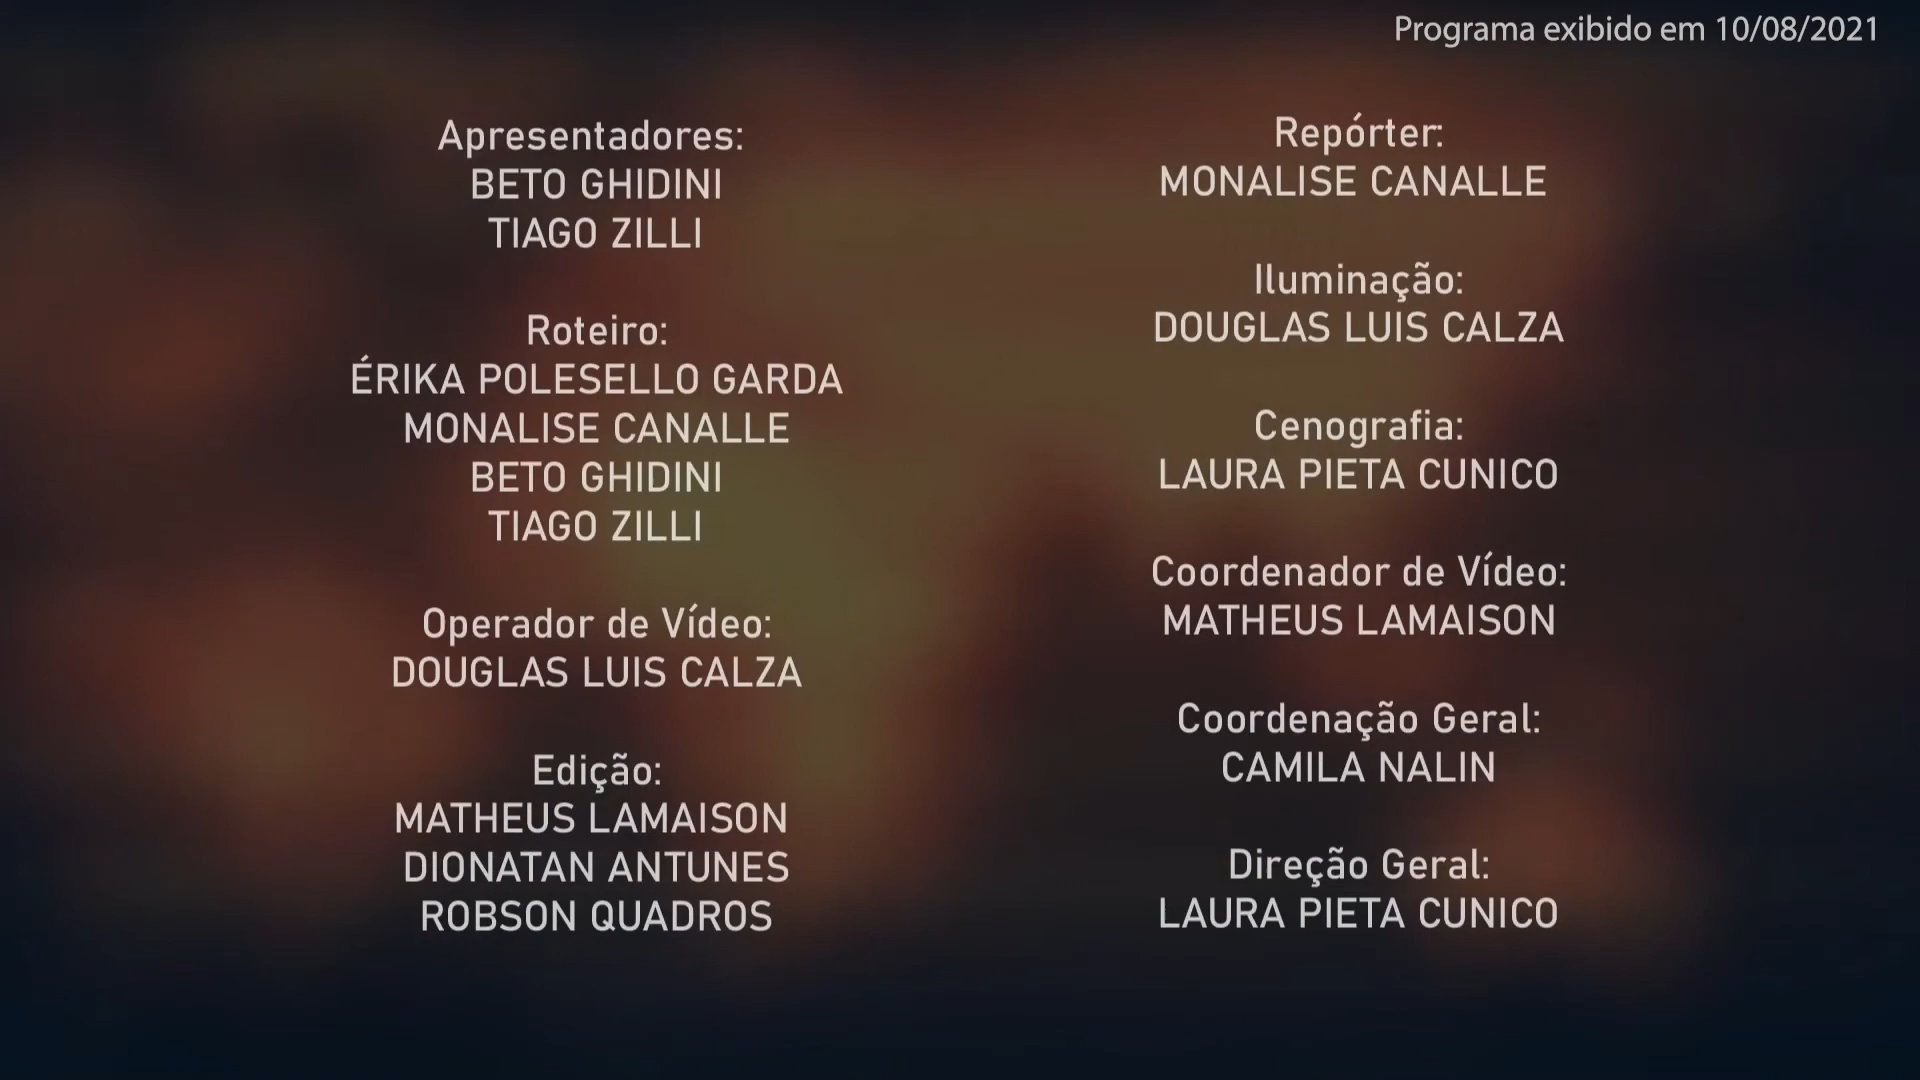 Programa exibido em 10/08/2021
Apresentadores:
BETO GHIDINI
TIAGO ZILLI
Roteiro:
ÉRIKA POLESELLO GARDA
MONALISE CANALLE
BETO GHIDINI
TIAGO ZILLI
Operador de Vídeo:
DOUGLAS LUIS CALZA
Edição:
MATHEUS LAMAISON
DIONATAN ANTUNES
ROBSON QUADROS
Repórter:
MONALISE CANALLE
Iluminação:
DOUGLAS LUIS CALZA
Cenografia:
LAURA PIETA CUNICO
Coordenador de Vídeo:
MATHEUS LAMAISON
Coordenação Geral:
CAMILA NALIN
Direção Geral:
LAURA PIETA CUNICO